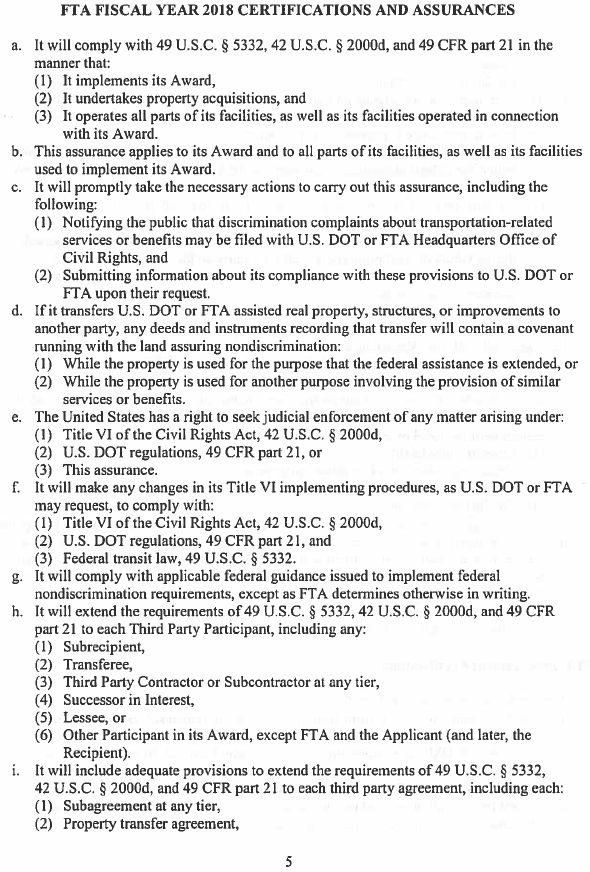 FTA FISCAL YEAR 2018 CERTIFICATIONS AND ASSURANCES
a. It will comply with 49 U.S.C. § 5332, 42 U.S.C. § 2000d, and 49 CFR part 21 in the
manner that:
(1) It implements its Award,
(2) It undertakes property acquisitions, and
(3) It operates all parts of its facilities, as well as its facilities operated in connection
with its Award.
b. This assurance applies to its Award and to all parts of its facilities, as well as its facilities
used to implement its Award.
c. It will promptly take the necessary actions to carry out this assurance, including the
following:
(1) Notifying the public that discrimination complaints about transportation-related
services or benefits may be filed with U.S. DOT or FTA Headquarters Office of
Civil Rights, and
(2) Submitting information about its compliance with these provisions to U.S. DOT or
FTA upon their request.
d. If it transfers U.S. DOT or FTA assisted real property, structures, or improvements to
another party, any deeds and instruments recording that transfer will contain a covenant
running with the land assuring nondiscrimination:
(1) While the property is used for the purpose that the federal assistance is extended, or
(2) While the property is used for another purpose involving the provision of similar
services or benefits.
e. The United States has a right to seek judicial enforcement of any matter arising under:
(1) Title VI of the Civil Rights Act, 42 U.S.C. § 2000d,
(2) U.S. DOT regulations, 49 CFR part 21, or
(3) This assurance.
f. It will make any changes in its Title VI implementing procedures, as U.S. DOT or FTA
may request, to comply with:
(1) Title VI of the Civil Rights Act, 42 U.S.C. § 2000d,
(2) U.S. DOT regulations, 49 CFR part 21, and
(3) Federal transit law, 49 U.S.C. § 5332.
g. It will comply with applicable federal guidance issued to implement federal
nondiscrimination requirements, except as FTA determines otherwise in writing.
h. It will extend the requirements of 49 U.S.C. § 5332, 42 U.S.C. § 2000d, and 49 CFR
part 21 to each Third Party Participant, including any:
(1) Subrecipient,
(2) Transferee,
(3) Third Party Contractor or Subcontractor at any tier,
(4) Successor in Interest,
(5) Lessee, or
(6) Other Participant in its Award, except FTA and the Applicant (and later, the
Recipient).
i. It will include adequate provisions to extend the requirements of 49 U.S.C. § 5332,
42 U.S.C. § 2000d, and 49 CFR part 21 to each third party agreement, including each:
(1) Subagreement at any tier,
(2) Property transfer agreement,
5